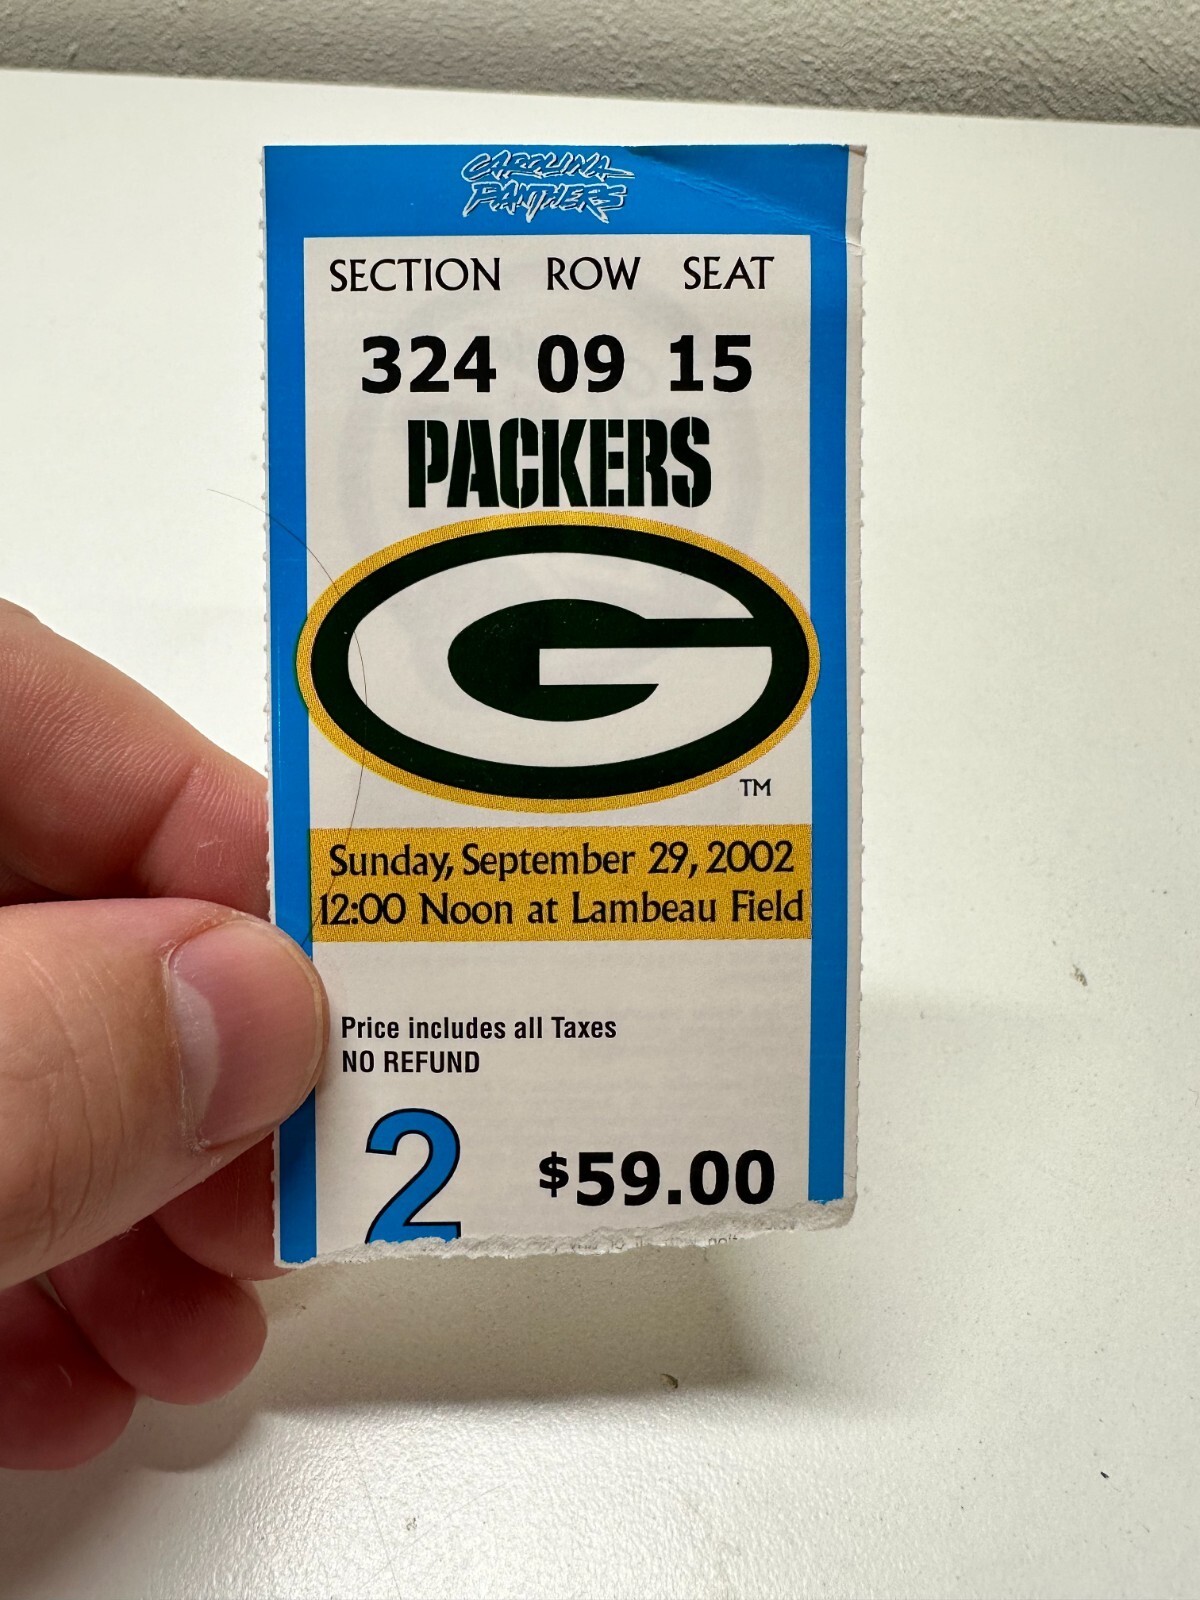 CAROLINA
PANTHERS
SECTION ROW SEAT
324 09 15
PACKERS
G
TM
Sunday, September 29, 2002
12:00 Noon at Lambeau Field
Price includes all Taxes
NO REFUND
2 $59.00